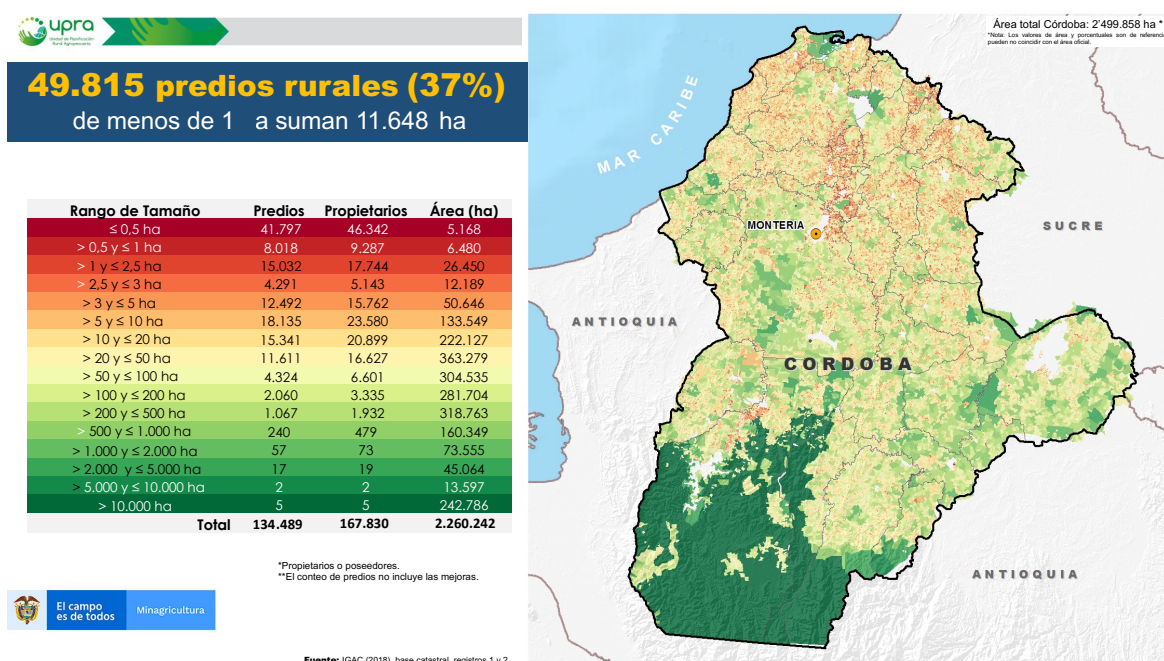 upra
Unidad de Planificación
Rural Agropecuaria
49.815 predios rurales (37%)
de menos de 1 a suman 11.648 ha
Rango de Tamaño Predios Propietarios Área (ha)
≤ 0,5 ha 41.797 46.342 5.168
> 0,5 y ≤ 1 ha 8.018 9.287 6.480
> 1 y ≤ 2,5 ha 15.032 17.744 26.450
> 2,5 y ≤ 3 ha 4.291 5.143 12.189
> 3 y ≤ 5 ha 12.492 15.762 50.646
> 5 y ≤ 10 ha 18.135 23.580 133.549
> 10 y ≤ 20 ha 15.341 20.899 222.127
> 20 y ≤ 50 ha 11.611 16.627 363.279
> 50 y ≤ 100 ha 4.324 6.601 304.535
> 100 y ≤ 200 ha 2.060 3.335 281.704
> 200 y ≤ 500 ha 1.067 1.932 318.763
> 500 y ≤ 1.000 ha 240 479 160.349
> 1.000 y ≤ 2.000 ha 57 73 73.555
> 2.000 y ≤ 5.000 ha 17 19 45.064
> 5.000 y ≤ 10.000 ha 2 2 13.597
> 10.000 ha 5 5 242.786
Total 134.489 167.830 2.260.242
*Propietarios o poseedores.
**El conteo de predios no incluye las mejoras.
El campo
es de todos
Minagricultura
Fuente: IGAC (2018), base catastral, registros 1 y 2
Área total Córdoba: 2'499.858 ha *
*Nota: Los valores de área y porcentuales son de referenci
pueden no coincidir con el área oficial.
MAR CARIBE
MONTERIA
SUCRE
ANTIOQUIA
CORDOBA
ANTIOQUIA